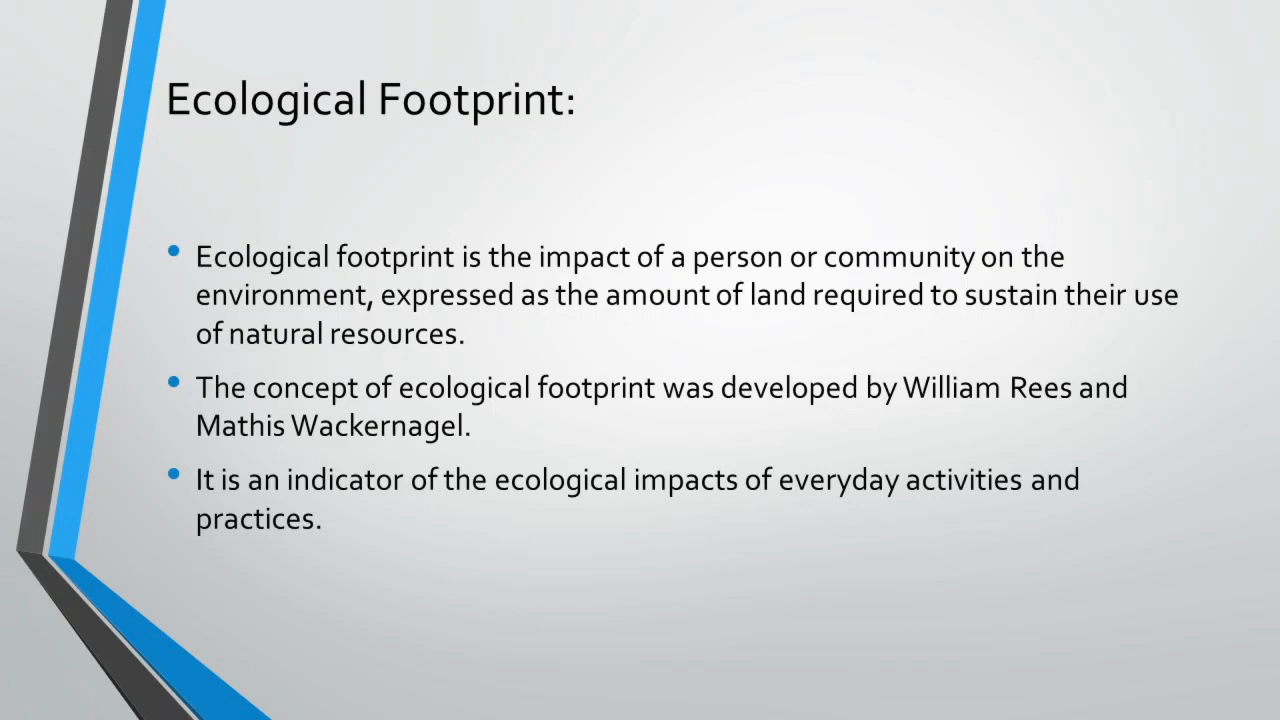 Ecological Footprint:
• Ecological footprint is the impact of a person or community on the
environment, expressed as the amount of land required to sustain their use
of natural resources.
• The concept of ecological footprint was developed by William Rees and
Mathis Wackernagel.
• It is an indicator of the ecological impacts of everyday activities and
practices.